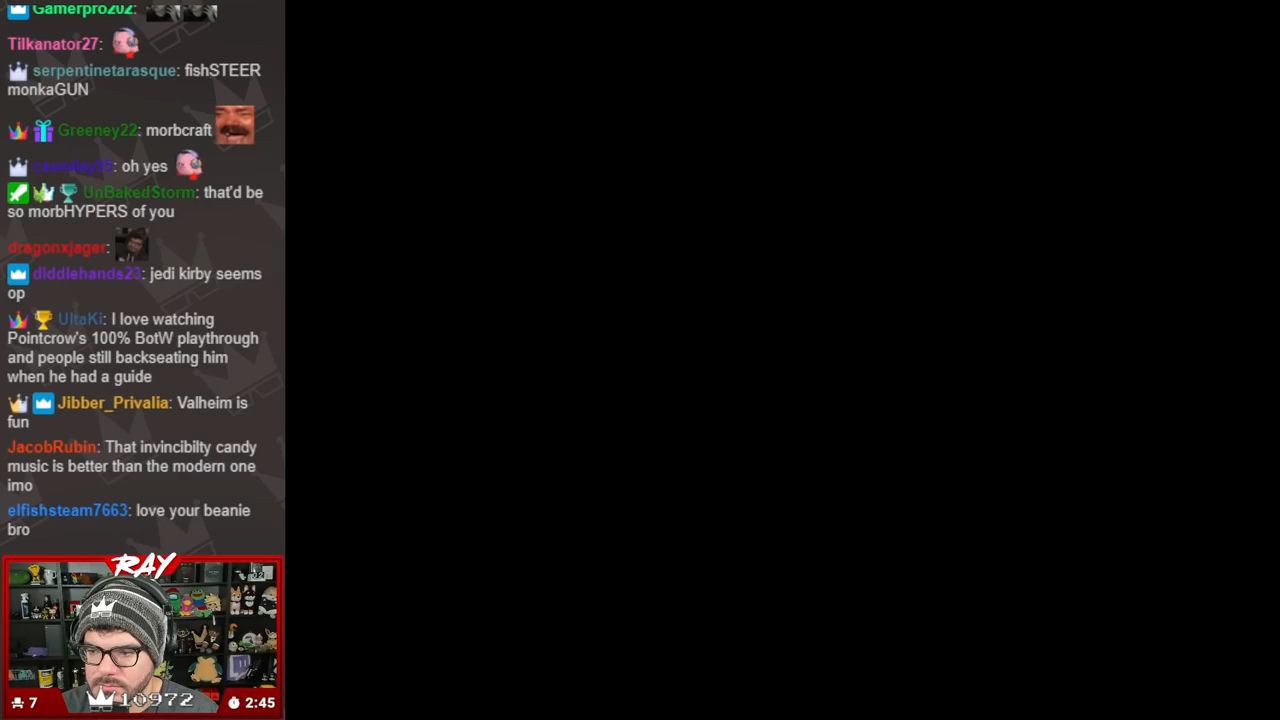 Gamerpro202:
Tilkanator27:
serpentinetarasque: fishSTEER
monkaGUN
Greeney22: morbcraft
: oh yes
UnBakedStorm: that'd be
so morbHYPERS of you
dragonxjager:
diddlehands23: jedi kirby seems
op
UltaKi: I love watching
Pointcrow's 100% BotW playthrough
and people still backseating him
when he had a guide
Jibber_Privalia: Valheim is
fun
JacobRubin: That invincibilty candy
music is better than the modern one
imo
elfishsteam7663: love your beanie
bro
RAY
7
10972
2:45